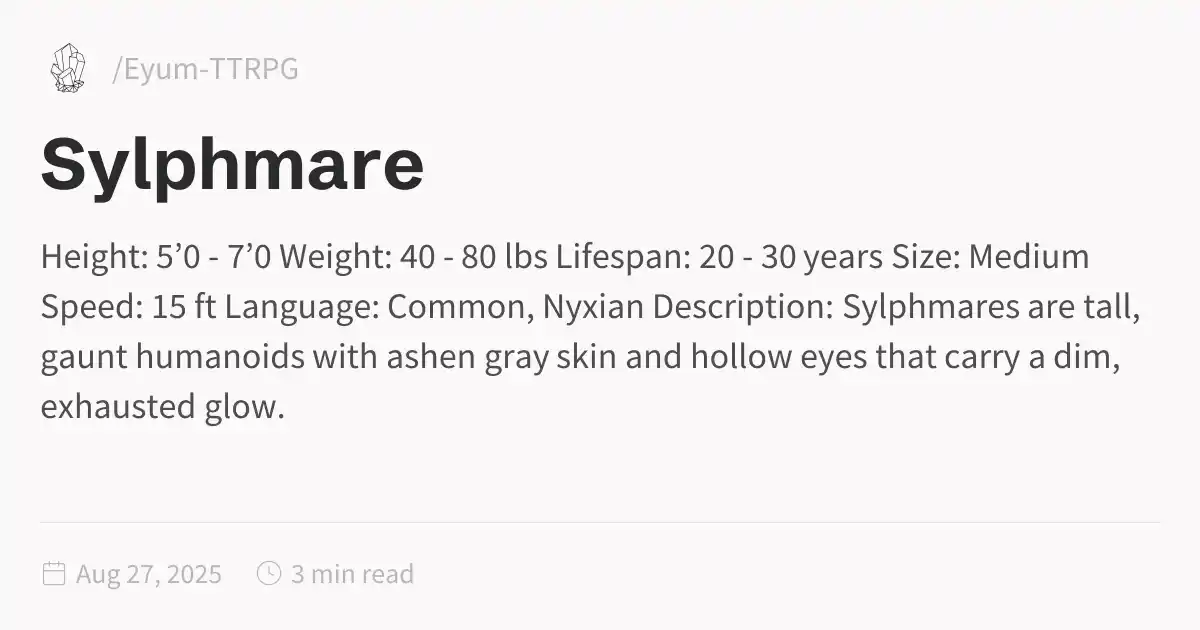 /Eyum-TTRPG
Sylphmare
Height: 5’0 - 7’0 Weight: 40 - 80 lbs Lifespan: 20 - 30 years Size: Medium
Speed: 15 ft Language: Common, Nyxian Description: Sylphmares are tall,
gaunt humanoids with ashen gray skin and hollow eyes that carry a dim,
exhausted glow.
Aug 27, 2025 3 min read